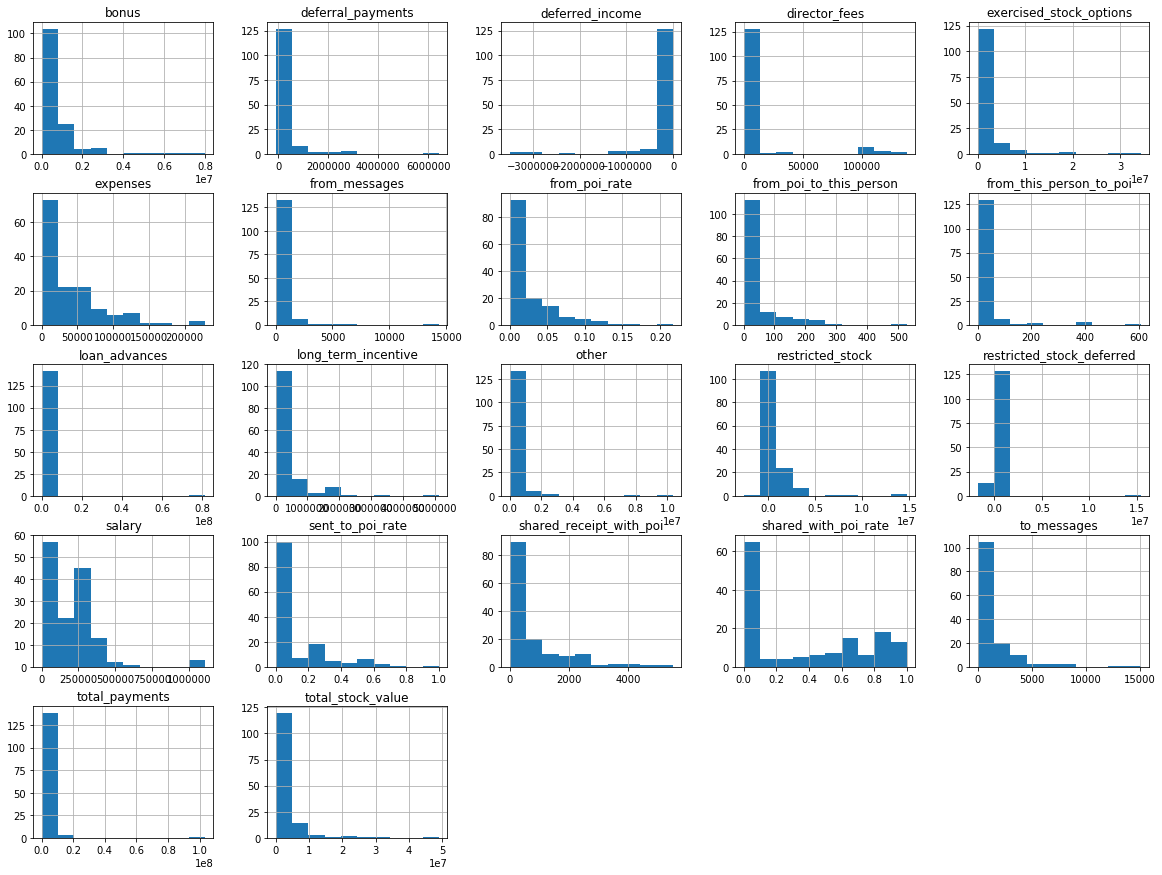 bonus
100
80
60
40
20
0
0.0 0.2 0.4 0.6 0.8
1e7
deferral_payments
125
100
75
50
25
0
0 2000000 4000000 6000000
deferred_income
125
100
75
50
25
0
−3000000 −2000000 −1000000 0
director_fees
125
100
75
50
25
0
0 50000 100000
exercised_stock_options
125
100
75
50
25
0
0 1 2 3
1e7
expenses
60
40
20
0
0 50000 100000 150000 200000
from_messages
125
100
75
50
25
0
0 5000 10000 15000
from_poi_rate
80
60
40
20
0
0.00 0.05 0.10 0.15 0.20
from_poi_to_this_person
100
80
60
40
20
0
0 100 200 300 400 500
from_this_person_to_poi
125
100
75
50
25
0
0 200 400 600
loan_advances
125
100
75
50
25
0
0.0 0.2 0.4 0.6 0.8
1e8
long_term_incentive
120
100
80
60
40
20
0
0 1000000 2000000 3000000 4000000 5000000
other
125
100
75
50
25
0
0.0 0.2 0.4 0.6 0.8 1.0
1e7
restricted_stock
100
80
60
40
20
0
0.0 0.5 1.0 1.5
1e7
restricted_stock_deferred
125
100
75
50
25
0
0.0 0.5 1.0 1.5
1e7
salary
60
50
40
30
20
10
0
0 250000 500000 750000 1000000
sent_to_poi_rate
100
80
60
40
20
0
0.0 0.2 0.4 0.6 0.8 1.0
shared_receipt_with_poi
80
60
40
20
0
0 2000 4000
shared_with_poi_rate
60
40
20
0
0.0 0.2 0.4 0.6 0.8 1.0
to_messages
100
80
60
40
20
0
0 5000 10000 15000
total_payments
125
100
75
50
25
0
0.0 0.2 0.4 0.6 0.8 1.0
1e8
total_stock_value
125
100
75
50
25
0
0 1 2 3 4 5
1e7